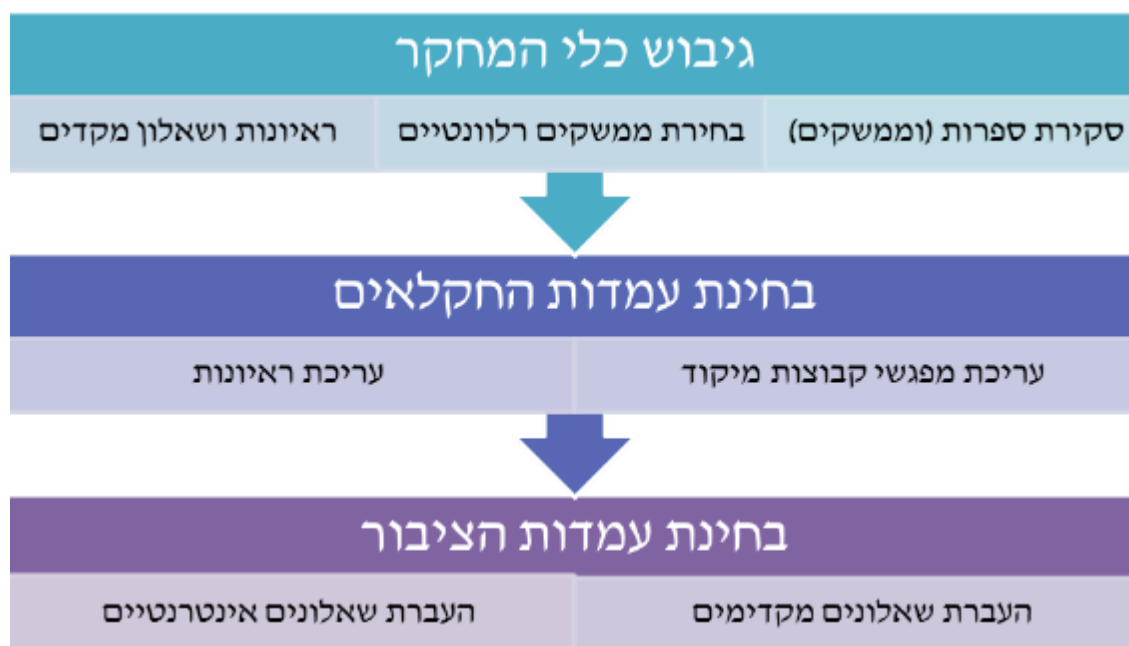 גיבוש כלי המחקר
סקירת ספרות (וממשקים)
בחירת ממשקים רלוונטיים
ראיונות ושאלון מקדים
בחינת עמדות החקלאים
עריכת מפגשי קבוצות מיקוד
עריכת ראיונות
בחינת עמדות הציבור
העברת שאלונים מקדימים
העברת שאלונים אינטרנטיים